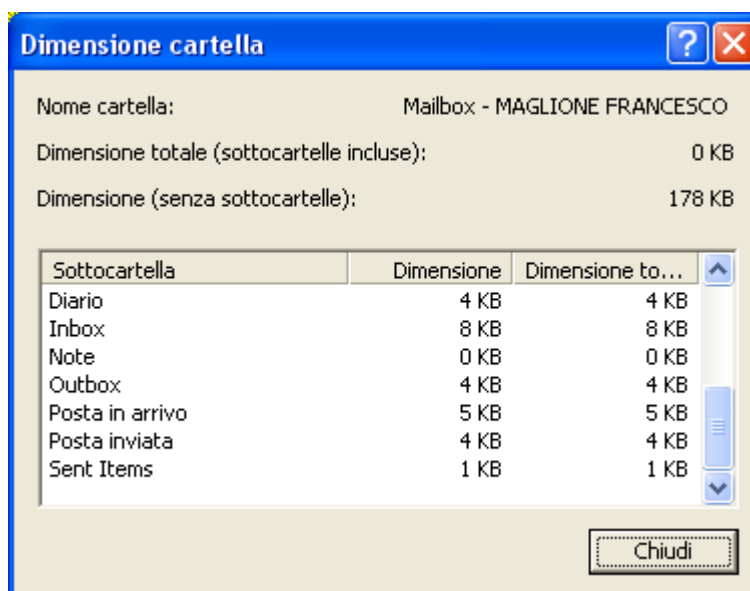 Dimensione cartella
Nome cartella: Mailbox - MAGLIONE FRANCESCO
Dimensione totale (sottocartelle incluse): 0 KB
Dimensione (senza sottocartelle): 178 KB
Sottocartella Dimensione Dimensione to...
Diario 4 KB 4 KB
Inbox 8 KB 8 KB
Note 0 KB 0 KB
Outbox 4 KB 4 KB
Posta in arrivo 5 KB 5 KB
Posta inviata 4 KB 4 KB
Sent Items 1 KB 1 KB
Chiudi